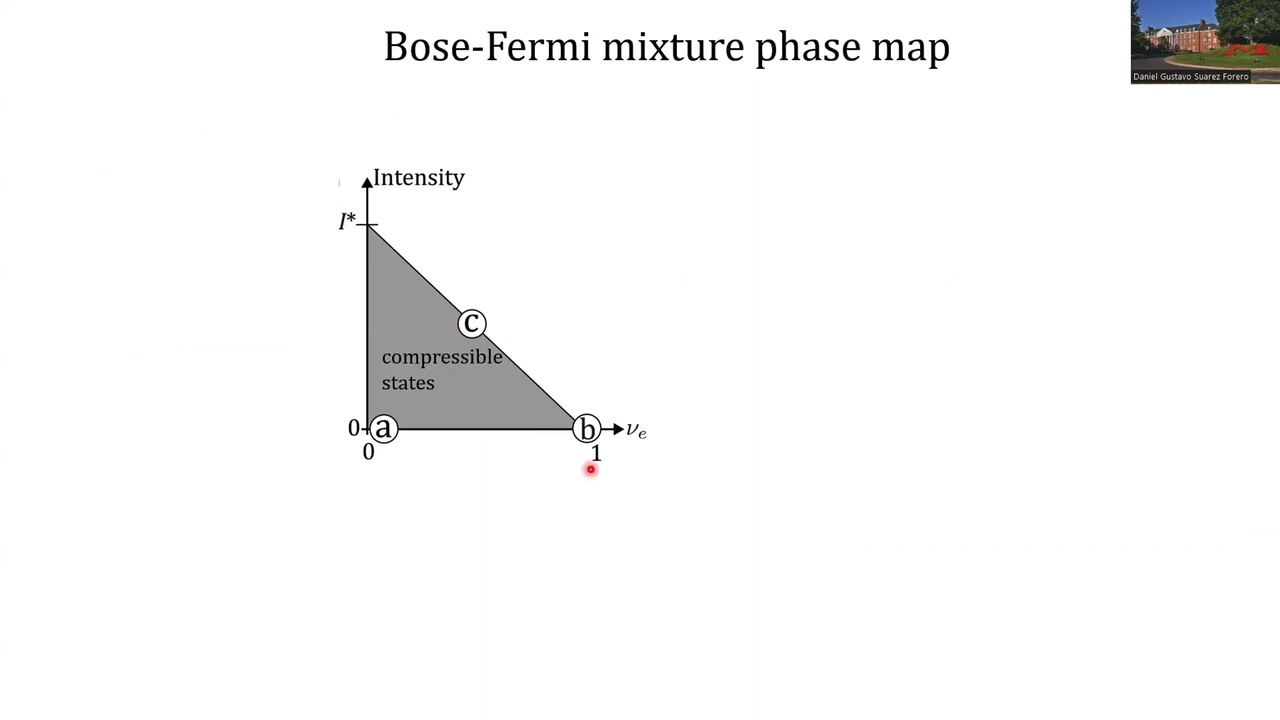 Bose-Fermi mixture phase map
Daniel Gustavo Suarez Forero
Intensity
I*
c
compressible
states
0
a
b
νe
0
1